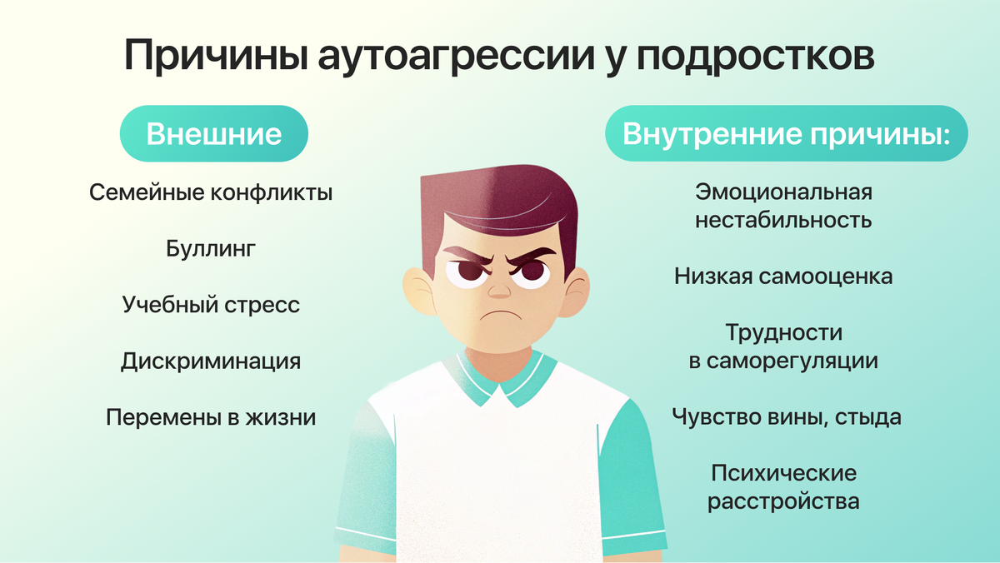 Причины аутоагрессии у подростков
Внешние
Семейные конфликты
Буллинг
Учебный стресс
Дискриминация
Перемены в жизни
Внутренние причины:
Эмоциональная
нестабильность
Низкая самооценка
Трудности
в саморегуляции
Чувство вины, стыда
Психические
расстройства